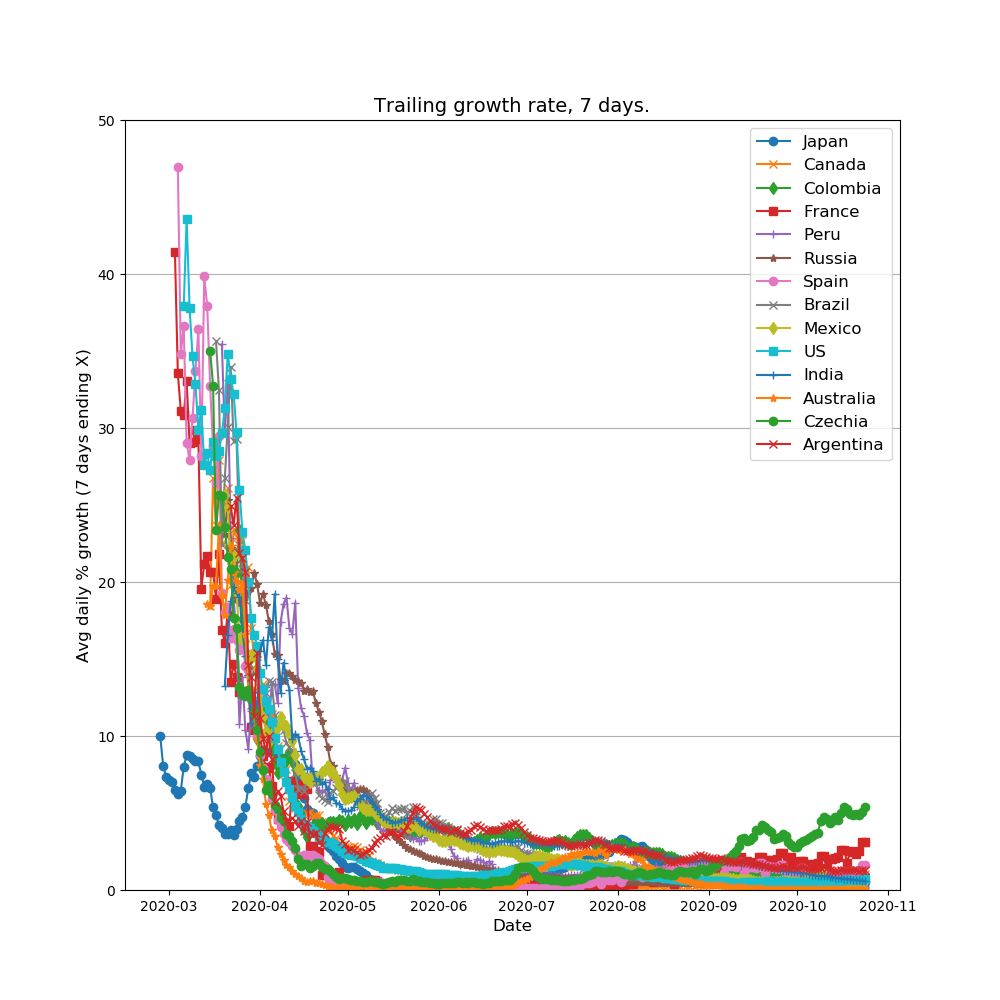 Trailing growth rate, 7 days.
50
40
30
20
10
0
Avg daily % growth (7 days ending X)
Japan
Canada
Colombia
France
Peru
Russia
Spain
Brazil
Mexico
US
India
Australia
Czechia
Argentina
2020-03 2020-04 2020-05 2020-06 2020-07 2020-08 2020-09 2020-10 2020-11
Date